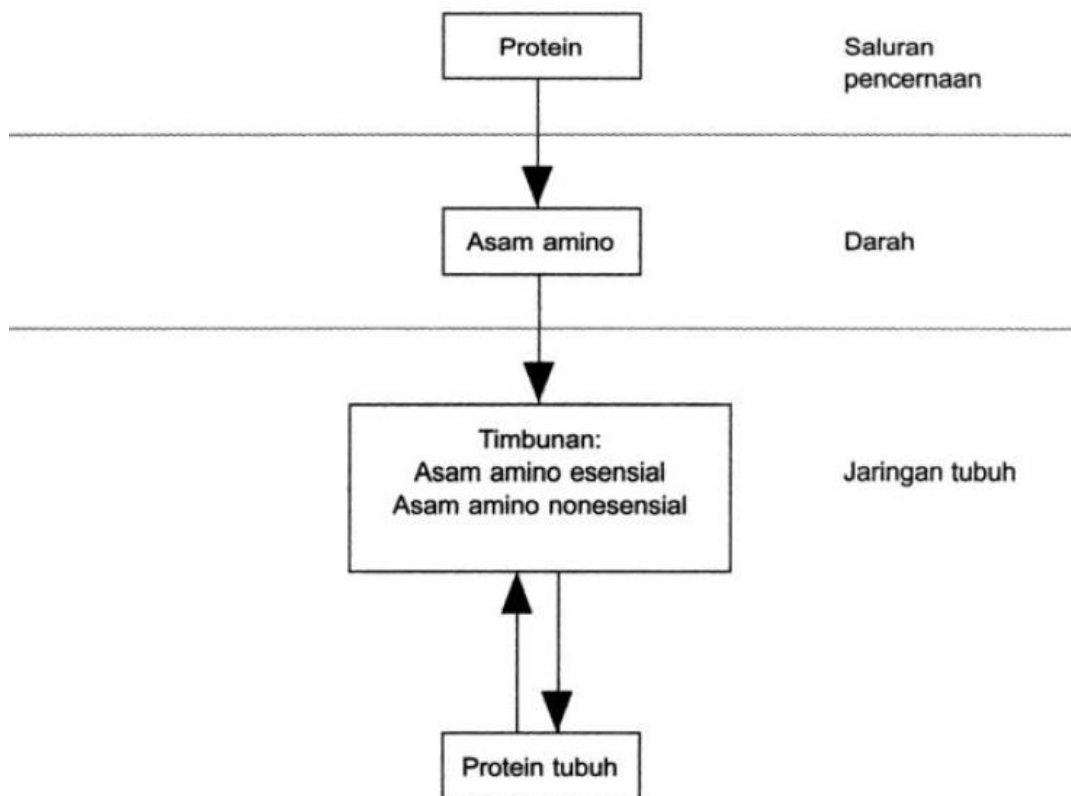 Protein
Saluran
pencernaan
Asam amino
Darah
Timbunan:
Asam amino esensial
Asam amino nonesensial
Jaringan tubuh
Protein tubuh